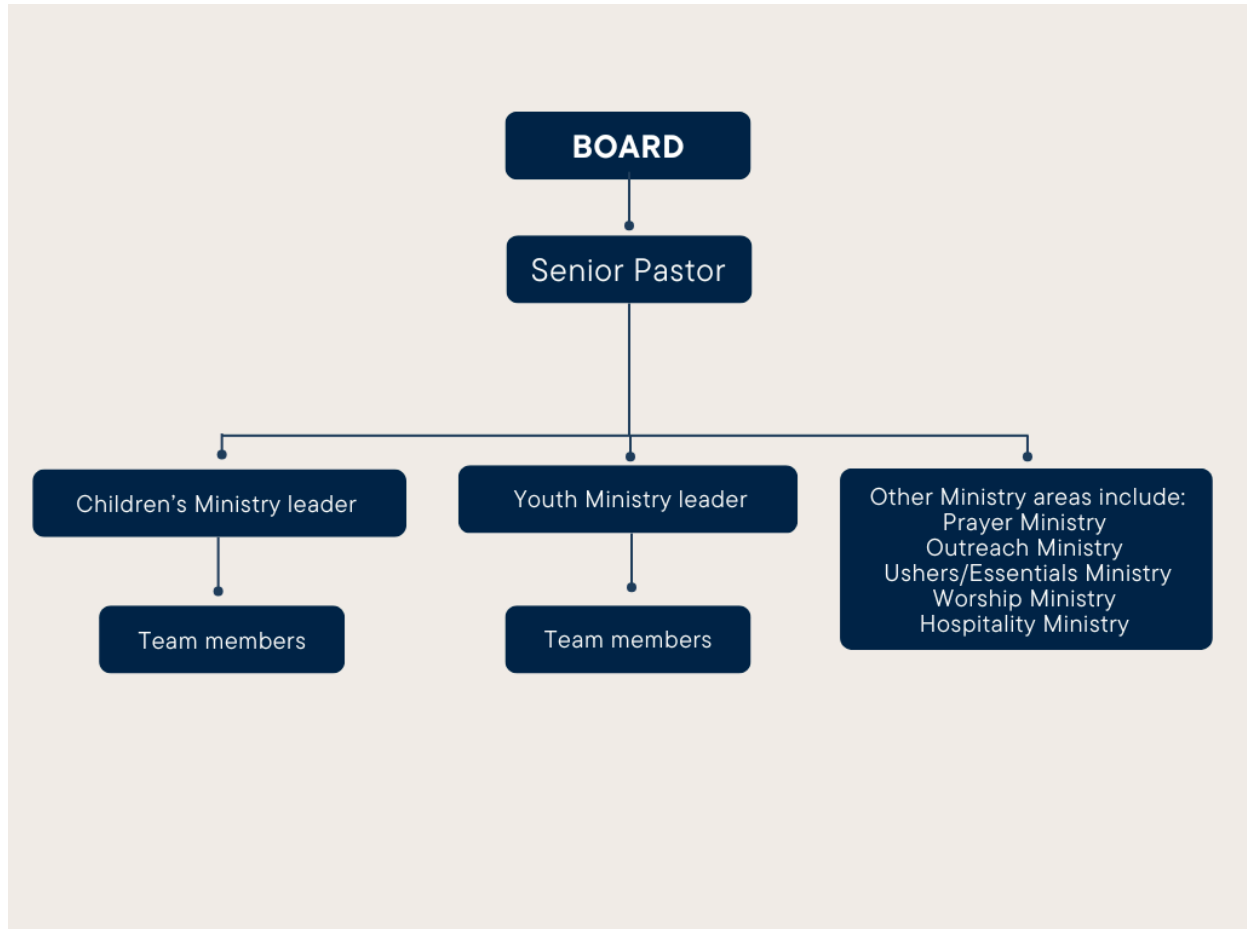 BOARD
Senior Pastor
Children's Ministry leader
Youth Ministry leader
Other Ministry areas include:
Prayer Ministry
Outreach Ministry
Ushers/Essentials Ministry
Worship Ministry
Hospitality Ministry
Team members
Team members